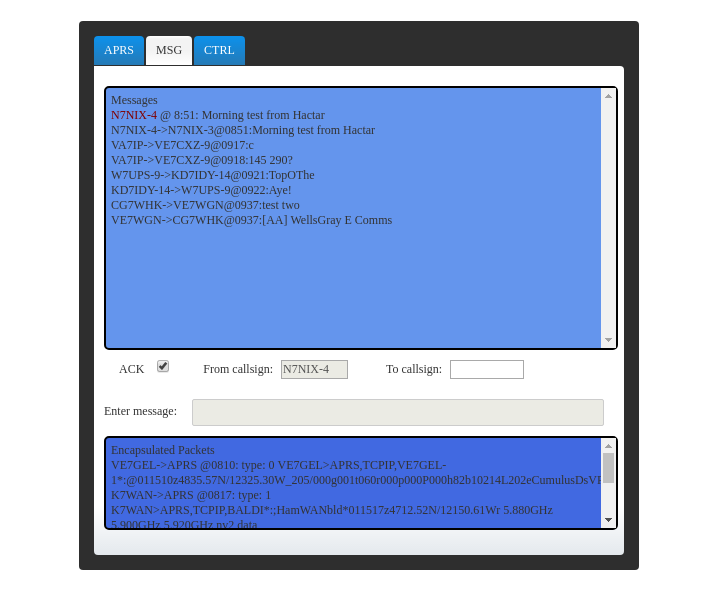 APRS MSG CTRL
Messages
N7NIX-4 @ 8:51: Morning test from Hactar
N7NIX-4->N7NIX-3@0851:Morning test from Hactar
VA7IP->VE7CXZ-9@0917:c
VA7IP->VE7CXZ-9@0918:145 290?
W7UPS-9->KD7IDY-14@0921:TopOThe
KD7IDY-14->W7UPS-9@0922:Aye!
CG7WHK->VE7WGN@0937:test two
VE7WGN->CG7WHK@0937:[AA] WellsGray E Comms
ACK From callsign: N7NIX-4 To callsign:
Enter message:
Encapsulated Packets
VE7GEL->APRS @0810: type: 0 VE7GEL>APRS,TCPIP,VE7GEL-
1*:@011510z4835.57N/12325.30W_205/000g001t060r000p000P000h82b10214L202eCumulusDsVP
K7WAN->APRS @0817: type: 1
K7WAN>APRS,TCPIP,BALDI*:;HamWANbld*011517z4712.52N/12150.61Wr 5.880GHz
5.900GHz 5.920GHz nv2 data